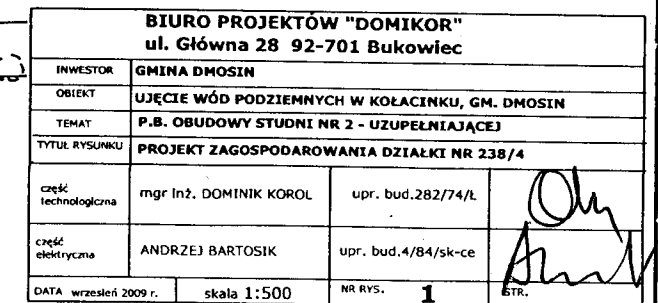 BIURO PROJEKTÓW "DOMIKOR"
ul. Główna 28 92-701 Bukowiec
INWESTOR GMINA DMOSIN
OBIEKT UJĘCIE WÓD PODZIEMNYCH W KOŁACINKU, GM. DMOSIN
TEMAT P.B. OBUDOWY STUDNI NR 2 - UZUPEŁNIAJĄCEJ
TYTUŁ RYSUNKU PROJEKT ZAGOSPODAROWANIA DZIAŁKI NR 238/4
część
technologiczna mgr inż. DOMINIK KOROL upr. bud.282/74/Ł
część
elektryczna ANDRZEJ BARTOSIK upr. bud.4/84/sk-ce
DATA wrzesień 2009 r. skala 1:500 NR RYS. 1 STR.